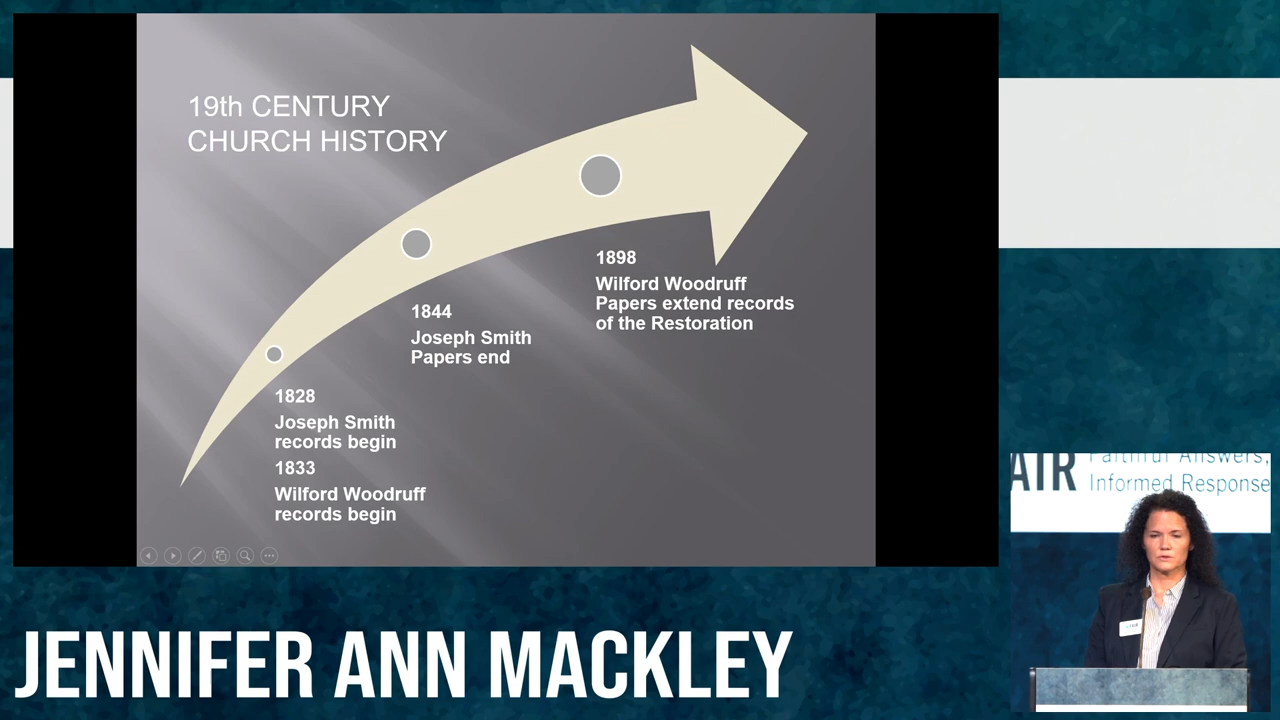 19th CENTURY
CHURCH HISTORY
1898
Wilford Woodruff
Papers extend records
of the Restoration
1844
Joseph Smith
Papers end
1828
Joseph Smith
records begin
1833
Wilford Woodruff
records begin
AIR
Faithful Answers,
Informed Response
JENNIFER ANN MACKLEY